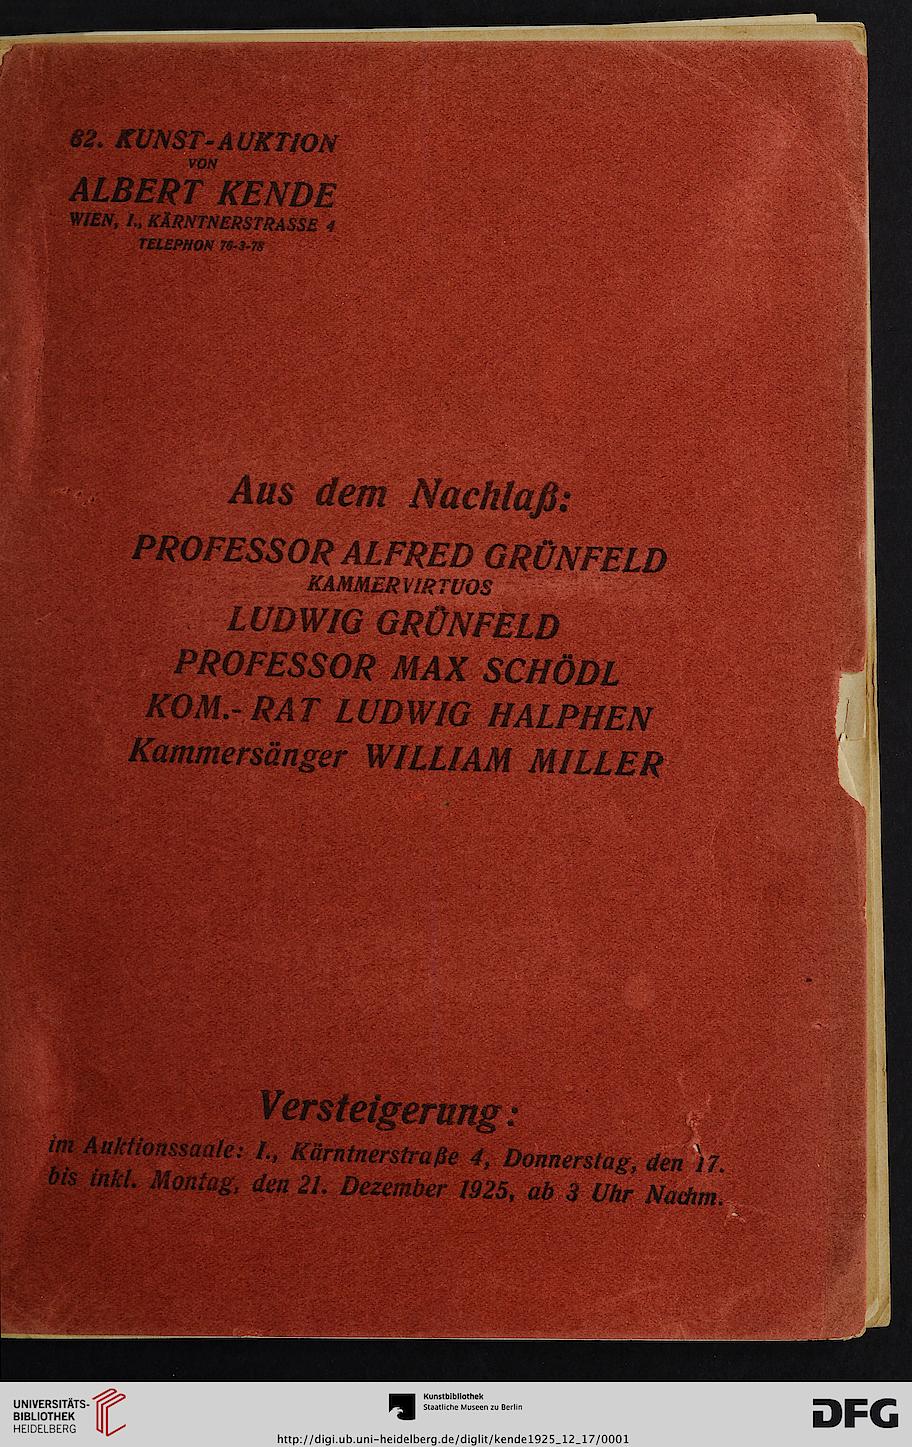 62. KUNST-AUKTION
VON
ALBERT KENDE
WIEN, I., KÄRNTNERSTRASSE 4
TELEPHON 76-3-78
Aus dem Nachlaß:
PROFESSOR ALFRED GRÜNFELD
KAMMERVIRTUOS
LUDWIG GRÜNFELD
PROFESSOR MAX SCHÖDL
KOM.-RAT LUDWIG HALPHEN
Kammersänger WILLIAM MILLER
Versteigerung:
im Auktionssaale: I., Kärntnerstraße 4, Donnerstag, den 17.
bis inkl. Montag, den 21. Dezember 1925, ab 3 Uhr Nachm.
UNIVERSITÄTS-
BIBLIOTHEK
HEIDELBERG
Kunstbibliothek
Staatliche Museen zu Berlin
DFG
http://digi.ub.uni-heidelberg.de/diglit/kende1925_12_17/0001